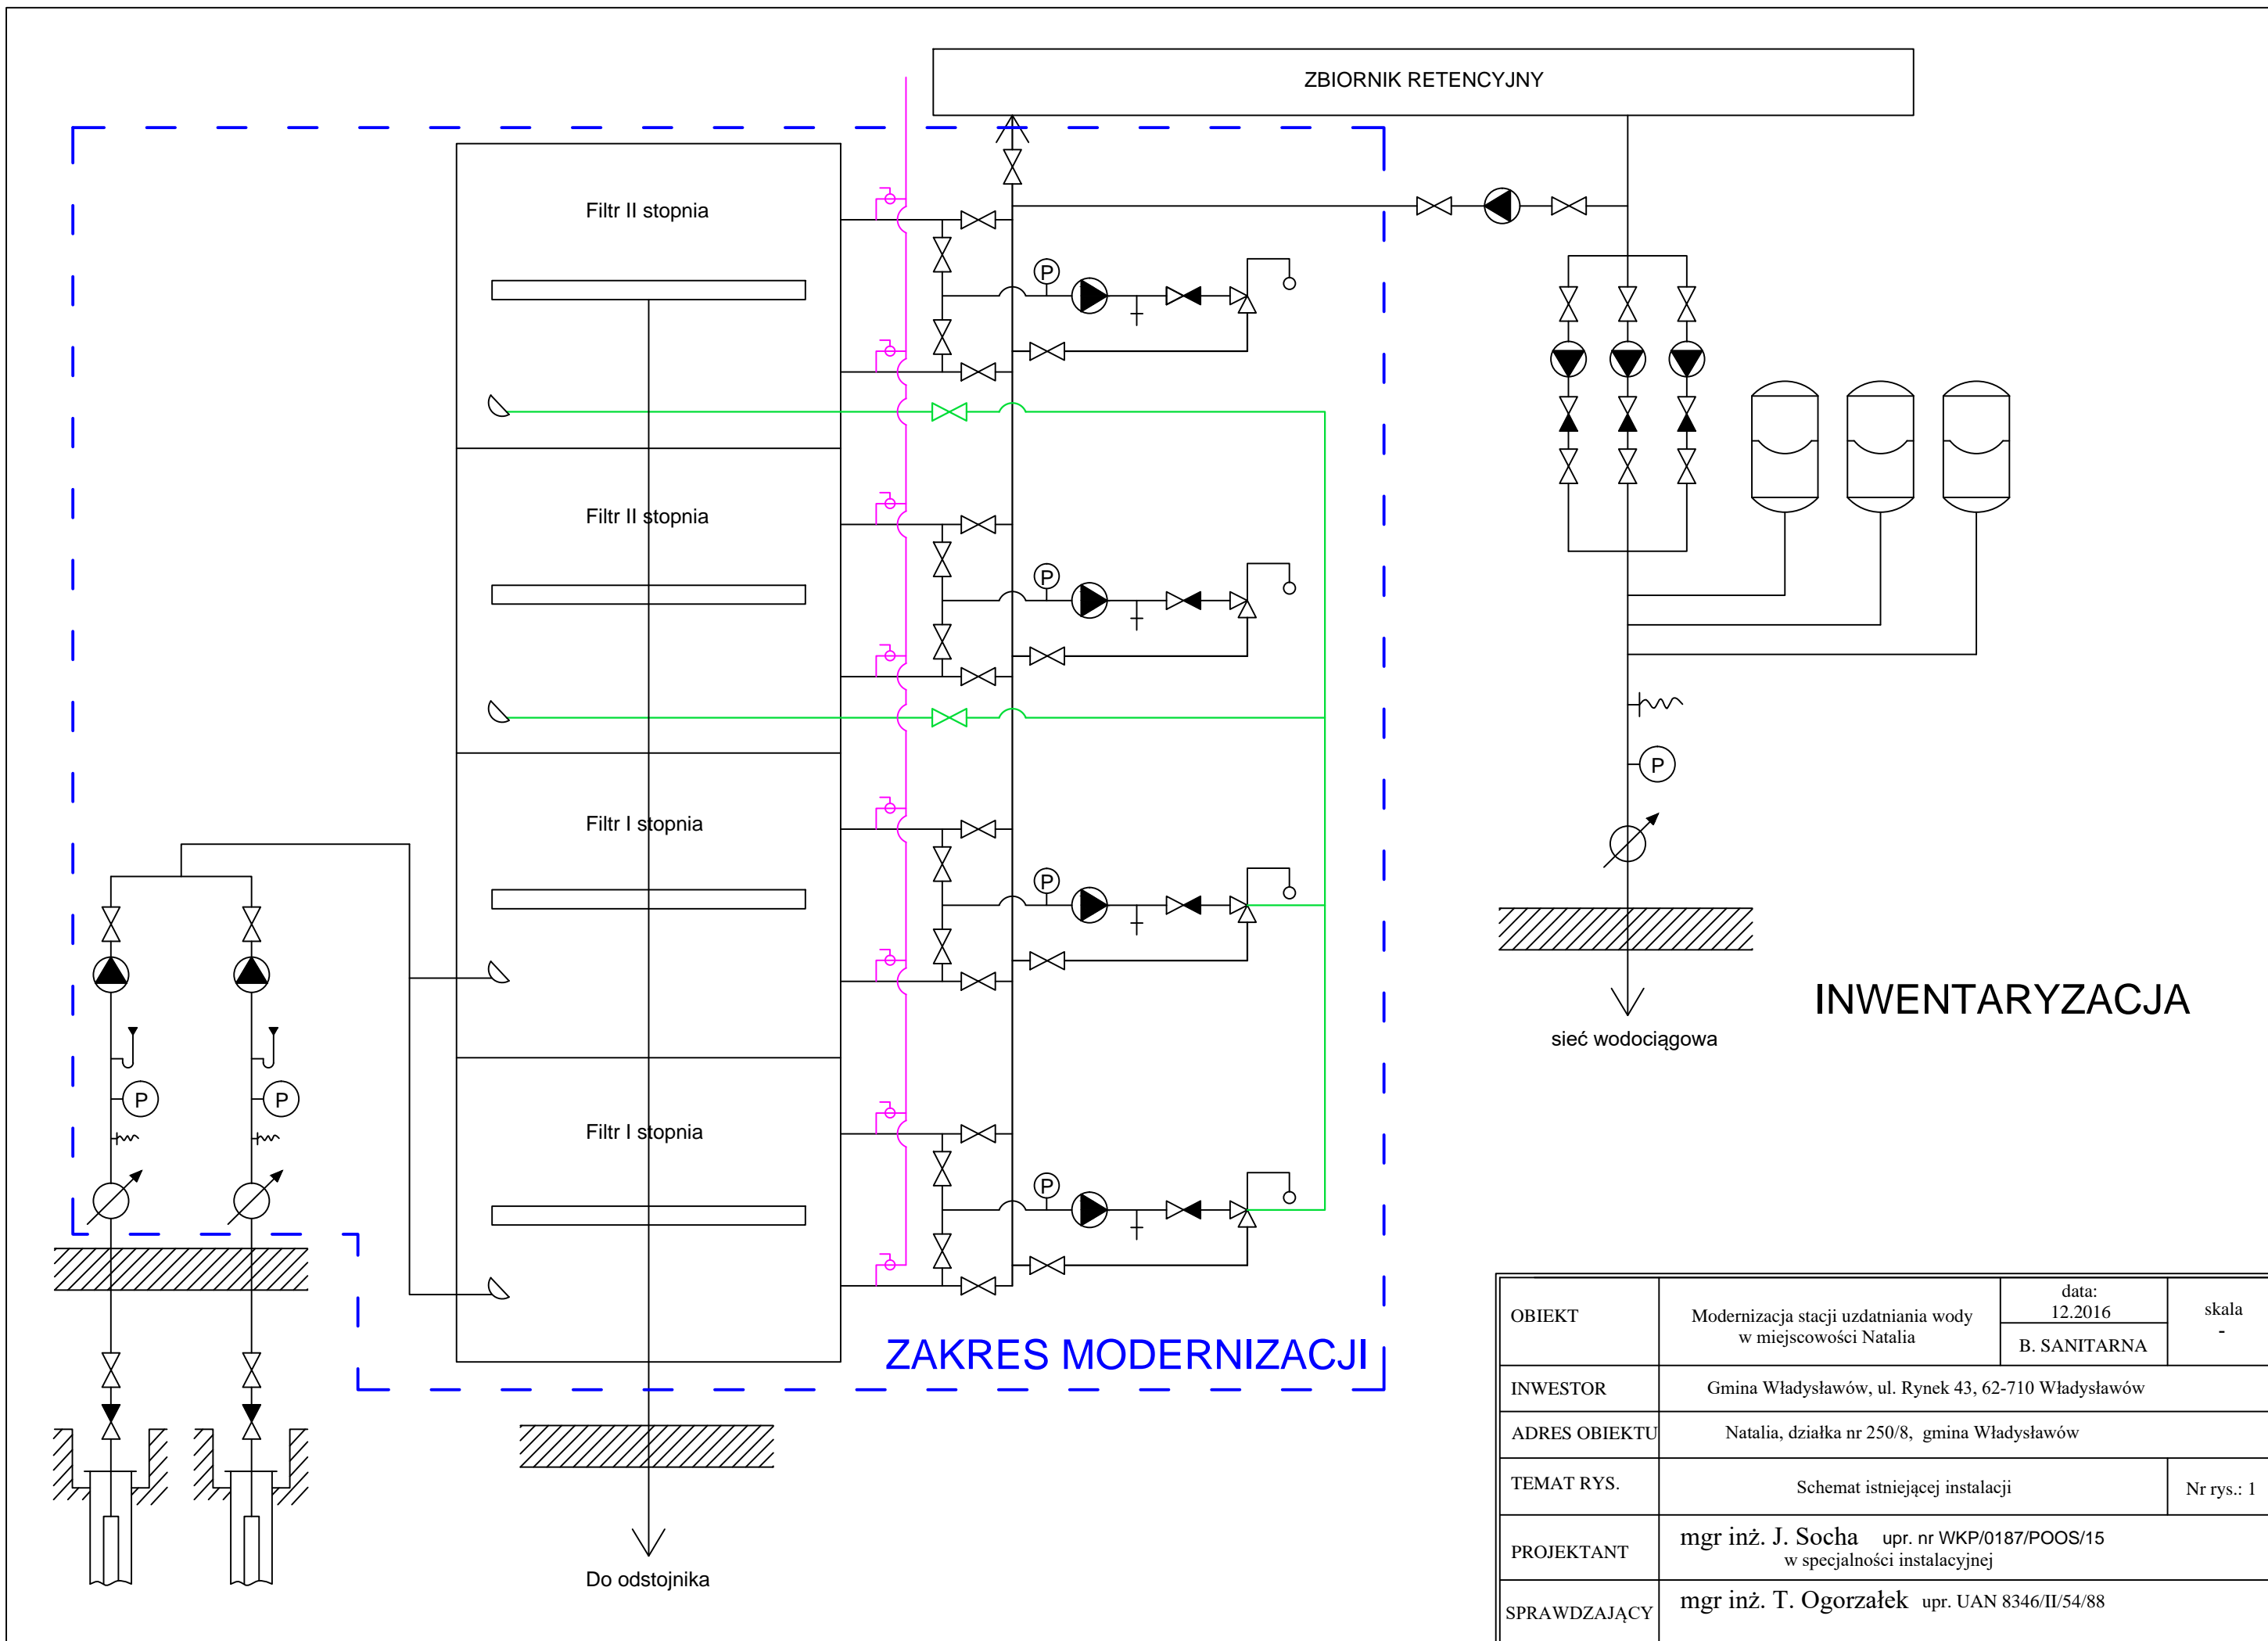 ZBIORNIK RETENCYJNY
Filtr II stopnia
P
Filtr II stopnia
P
P
Filtr I stopnia
P
INWENTARYZACJA
sieć wodociągowa
P
P
Filtr I stopnia
P
ZAKRES MODERNIZACJI
Do odstojnika
OBIEKT
Modernizacja stacji uzdatniania wody
w miejscowości Natalia
data:
12.2016
B. SANITARNA
skala
-
INWESTOR
Gmina Władysławów, ul. Rynek 43, 62-710 Władysławów
ADRES OBIEKTU
Natalia, działka nr 250/8, gmina Władysławów
TEMAT RYS.
Schemat istniejącej instalacji
Nr rys.: 1
PROJEKTANT
mgr inż. J. Socha upr. nr WKP/0187/POOS/15
w specjalności instalacyjnej
SPRAWDZAJĄCY
mgr inż. T. Ogorzałek upr. UAN 8346/II/54/88